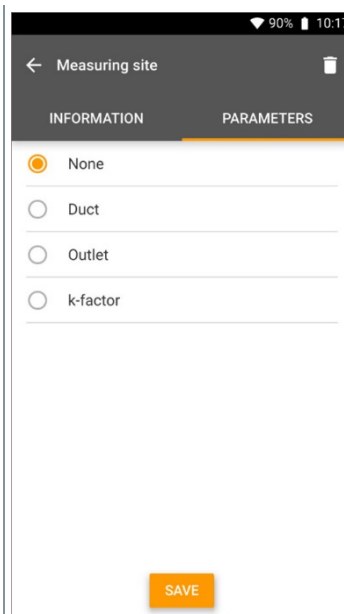 90% 10:17
Measuring site
INFORMATION PARAMETERS
None
Duct
Outlet
k-factor
SAVE